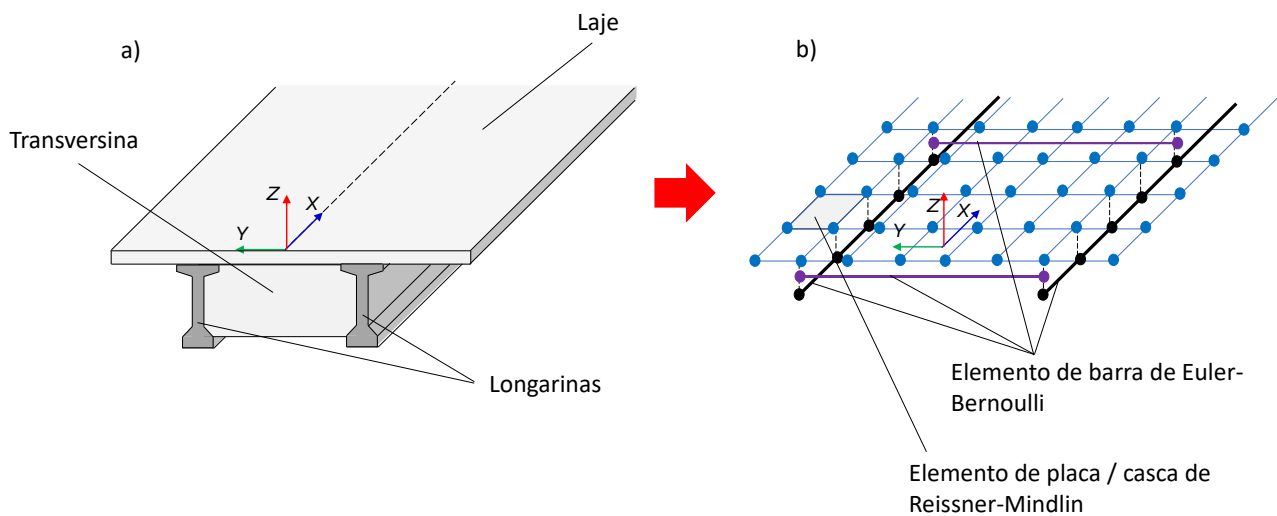 a)
Laje
Transversina
Z
X
Y
Longarinas
b)
Z
X
Y
Elemento de barra de Euler-
Bernoulli
Elemento de placa / casca de
Reissner-Mindlin